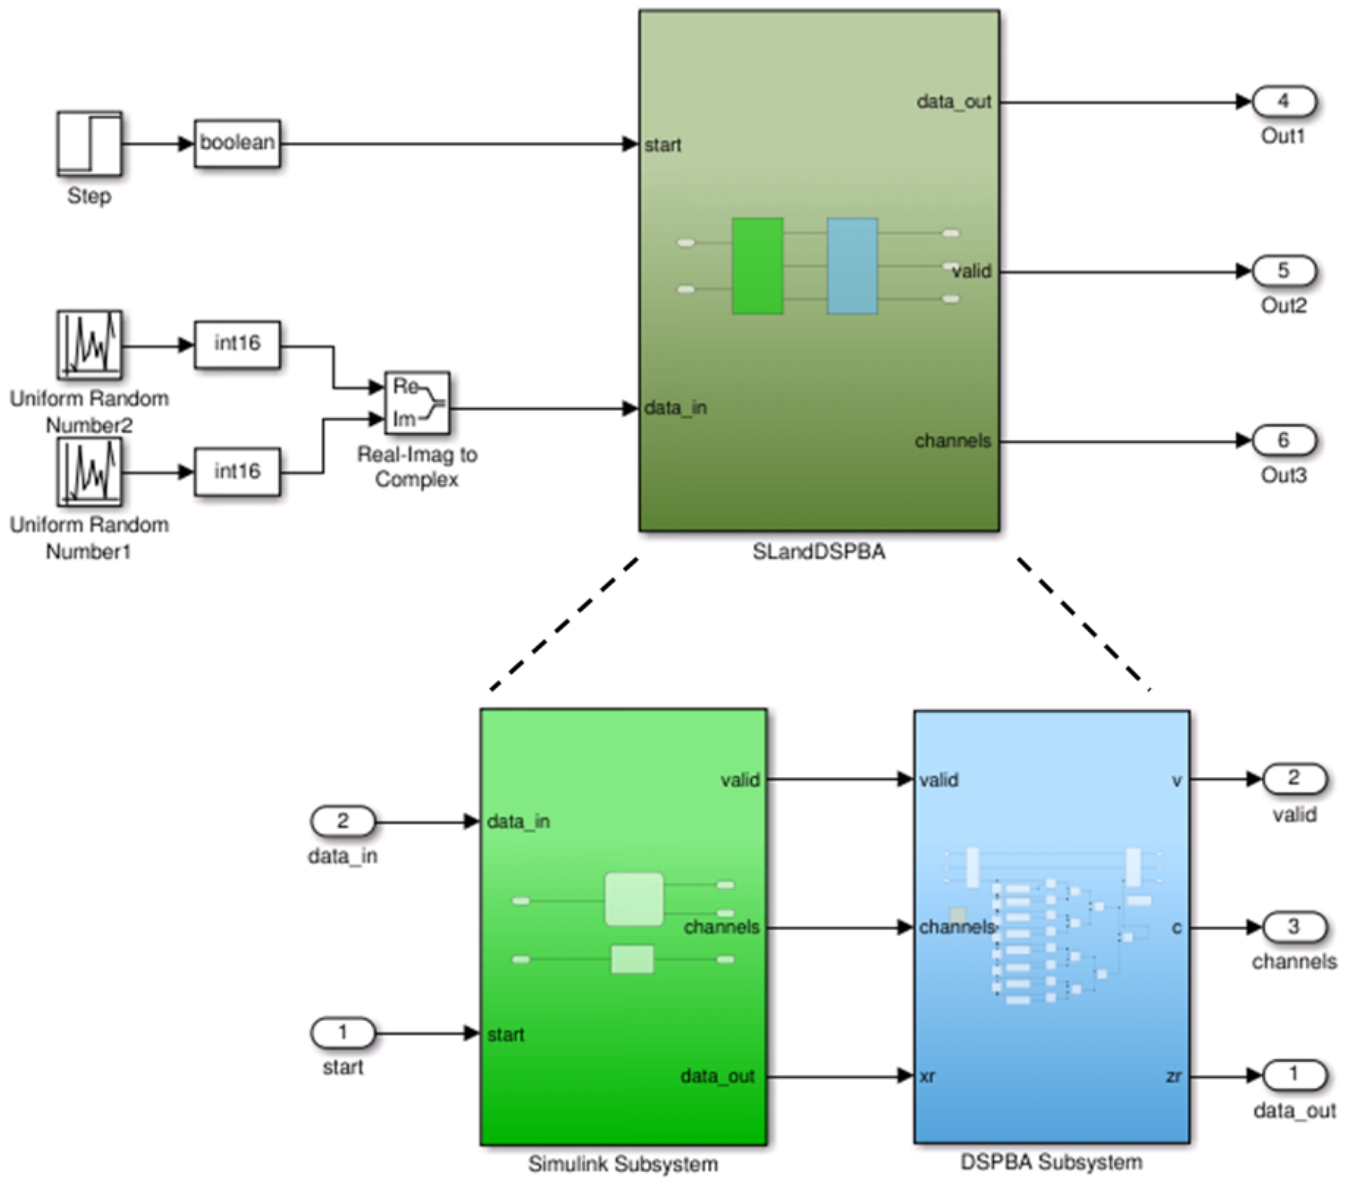 Step
boolean
start
data_out
4
Out1
valid
5
Out2
Uniform Random
Number2
int16
Re
Im
Real-Imag to
Complex
data_in
Uniform Random
Number1
int16
channels
6
Out3
SLandDSPBA
2
data_in
1
start
data_in
start
valid
channels
data_out
Simulink Subsystem
valid
channels
xr
v
c
zr
DSPBA Subsystem
2
valid
3
channels
1
data_out